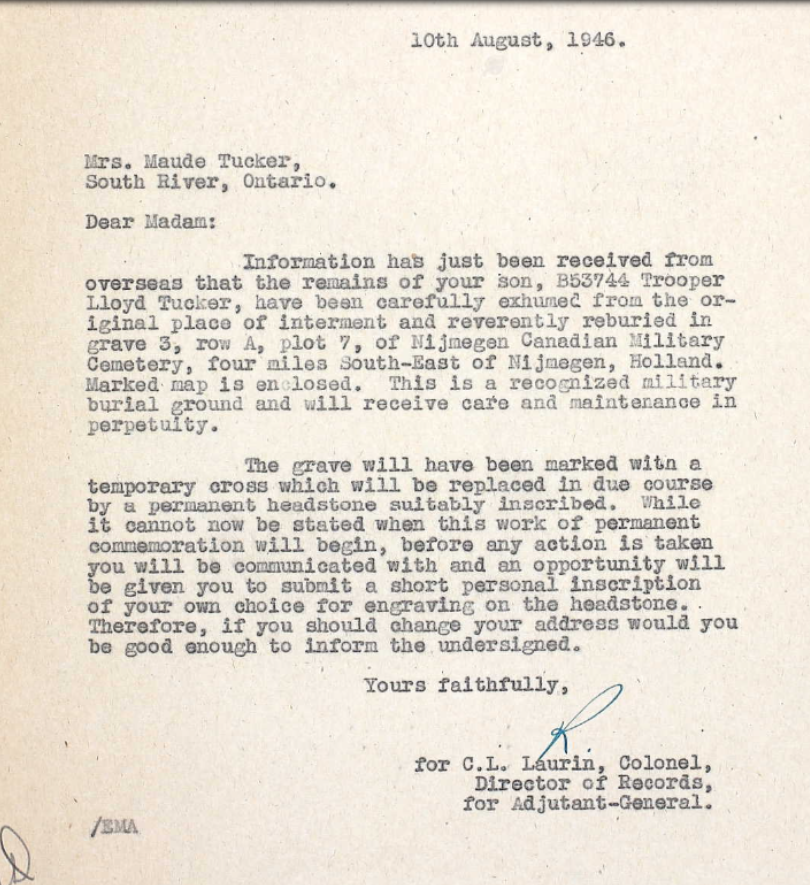 10th August, 1946.
Mrs. Maude Tucker,
South River, Ontario.
Dear Madam:
Information has just been received from
overseas that the remains of your son, B53744 Trooper
Lloyd Tucker, have been carefully exhumed from the or-
iginal place of interment and reverently reburied in
grave 3, row A, plot 7, of Nijmegen Canadian Military
Cemetery, four miles South-East of Nijmegen, Holland.
Marked map is enclosed. This is a recognized military
burial ground and will receive care and maintenance in
perpetuity.
The grave will have been marked with a
temporary cross which will be replaced in due course
by a permanent headstone suitably inscribed. While
it cannot now be stated when this work of permanent
commemoration will begin, before any action is taken
you will be communicated with and an opportunity will
be given you to submit a short personal inscription
of your own choice for engraving on the headstone.
Therefore, if you should change your address would you
be good enough to inform the undersigned.
Yours faithfully,
for C.L. Laurin, Colonel,
Director of Records,
for Adjutant-General.
/EMA